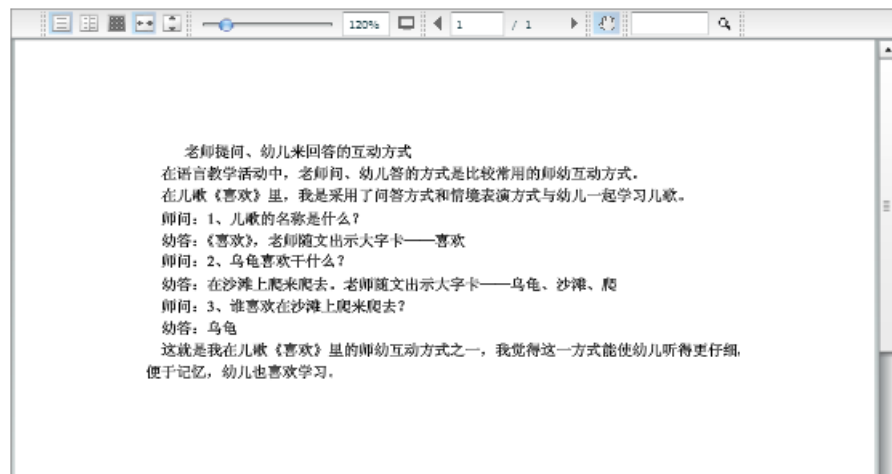 120%
1
/ 1
老师提问、幼儿来回答的互动方式
在语言教学活动中，老师问、幼儿答的方式是比较常用的师幼互动方式。
在儿歌《喜欢》里，我是采用了问答方式和情境表演方式与幼儿一起学习儿歌。
师问：1、儿歌的名称是什么？
幼答：《喜欢》，老师随文出示大字卡——喜欢
师问：2、乌龟喜欢干什么？
幼答：在沙滩上爬来爬去。老师随文出示大字卡——乌龟、沙滩、爬
师问：3、谁喜欢在沙滩上爬来爬去？
幼答：乌龟
这就是我在儿歌《喜欢》里的师幼互动方式之一，我觉得这一方式能使幼儿听得更仔细，
便于记忆，幼儿也喜欢学习。